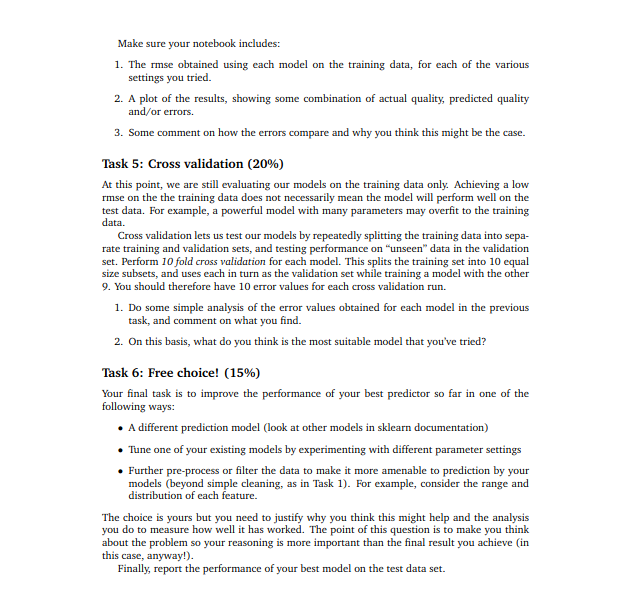 Make sure your notebook includes:
1. The rmse obtained using each model on the training data, for each of the various
settings you tried.
2. A plot of the results, showing some combination of actual quality, predicted quality
and/or errors.
3. Some comment on how the errors compare and why you think this might be the case.
Task 5: Cross validation (20%)
At this point, we are still evaluating our models on the training data only. Achieving a low
rmse on the the training data does not necessarily mean the model will perform well on the
test data. For example, a powerful model with many parameters may overfit to the training
data.
Cross validation lets us test our models by repeatedly splitting the training data into sepa-
rate training and validation sets, and testing performance on “unseen” data in the validation
set. Perform 10 fold cross validation for each model. This splits the training set into 10 equal
size subsets, and uses each in turn as the validation set while training a model with the other
9. You should therefore have 10 error values for each cross validation run.
1. Do some simple analysis of the error values obtained for each model in the previous
task, and comment on what you find.
2. On this basis, what do you think is the most suitable model that you’ve tried?
Task 6: Free choice! (15%)
Your final task is to improve the performance of your best predictor so far in one of the
following ways:
• A different prediction model (look at other models in sklearn documentation)
• Tune one of your existing models by experimenting with different parameter settings
• Further pre-process or filter the data to make it more amenable to prediction by your
models (beyond simple cleaning, as in Task 1). For example, consider the range and
distribution of each feature.
The choice is yours but you need to justify why you think this might help and the analysis
you do to measure how well it has worked. The point of this question is to make you think
about the problem so your reasoning is more important than the final result you achieve (in
this case, anyway!).
Finally, report the performance of your best model on the test data set.